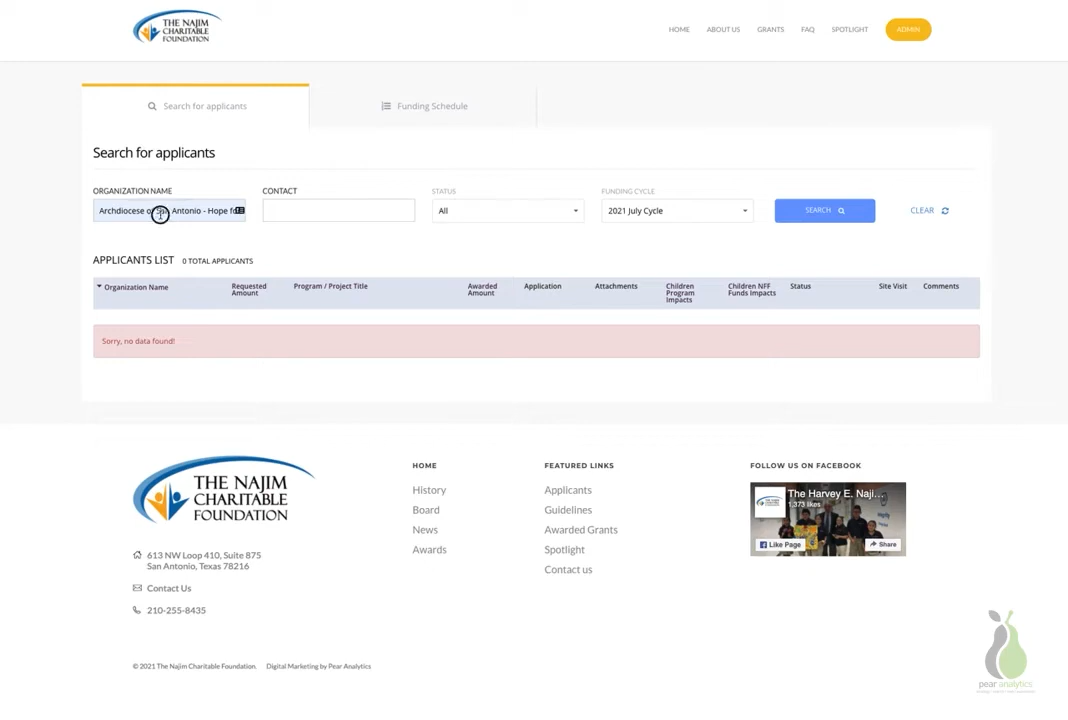 THE NAJIM
CHARITABLE
FOUNDATION
HOME ABOUT US GRANTS FAQ SPOTLIGHT ADMIN
Search for applicants Funding Schedule
Search for applicants
ORGANIZATION NAME CONTACT STATUS FUNDING CYCLE
Archdiocese of San Antonio - Hope fo All 2021 July Cycle SEARCH CLEAR
APPLICANTS LIST 0 TOTAL APPLICANTS
Organization Name Requested Amount Program / Project Title Awarded Amount Application Attachments Children Program Impacts Children NFF Funds Impacts Status Site Visit Comments
Sorry, no data found!
THE NAJIM
CHARITABLE
FOUNDATION
613 NW Loop 410, Suite 875
San Antonio, Texas 78216
Contact Us
210-255-8435
HOME
History
Board
News
Awards
FEATURED LINKS
Applicants
Guidelines
Awarded Grants
Spotlight
Contact us
FOLLOW US ON FACEBOOK
The Harvey E. Naji...
1,373 likes
Like Page Share
© 2021 The Najim Charitable Foundation. Digital Marketing by Pear Analytics
pear analytics